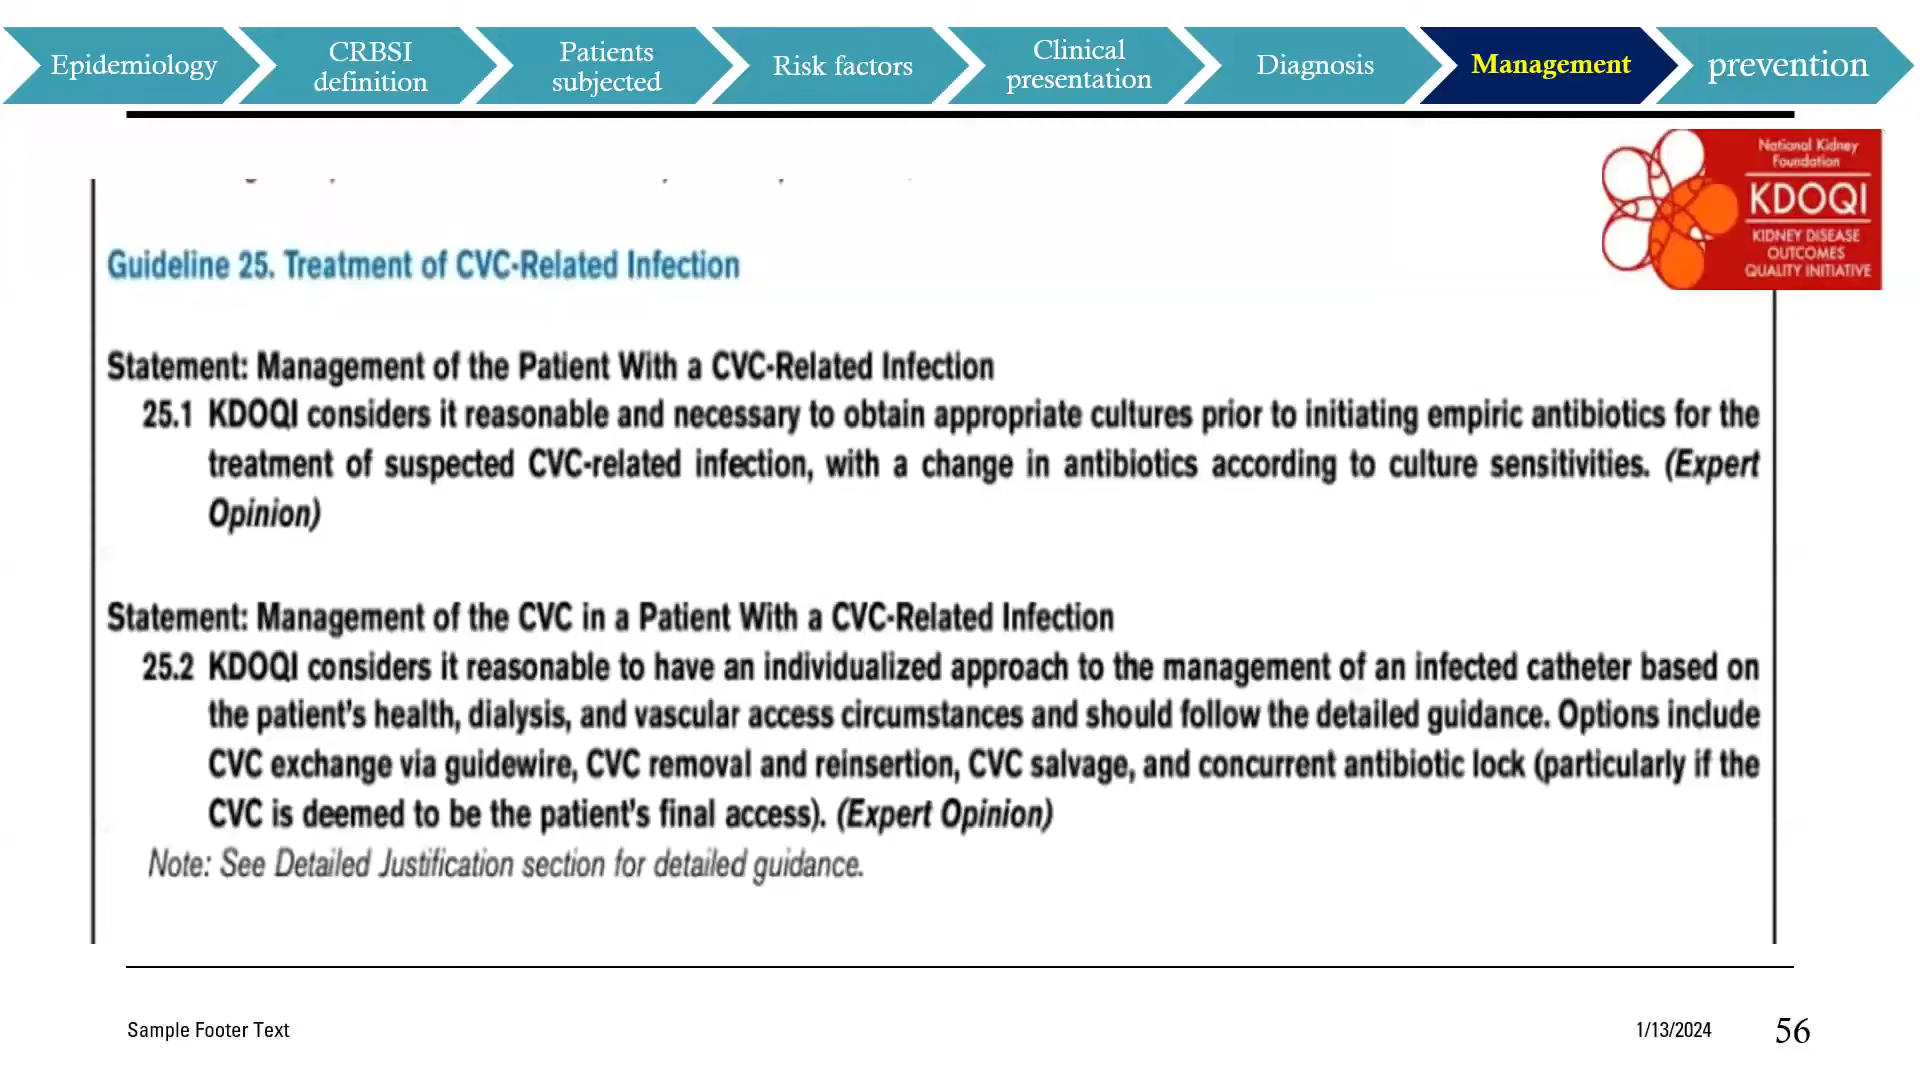 Epidemiology
CRBSI
definition
Patients
subjected
Risk factors
Clinical
presentation
Diagnosis
Management
prevention
National Kidney
Foundation
KDOQI
KIDNEY DISEASE
OUTCOMES
QUALITY INITIATIVE
Guideline 25. Treatment of CVC-Related Infection
Statement: Management of the Patient With a CVC-Related Infection
25.1 KDOQI considers it reasonable and necessary to obtain appropriate cultures prior to initiating empiric antibiotics for the
treatment of suspected CVC-related infection, with a change in antibiotics according to culture sensitivities. (Expert
Opinion)
Statement: Management of the CVC in a Patient With a CVC-Related Infection
25.2 KDOQI considers it reasonable to have an individualized approach to the management of an infected catheter based on
the patient's health, dialysis, and vascular access circumstances and should follow the detailed guidance. Options include
CVC exchange via guidewire, CVC removal and reinsertion, CVC salvage, and concurrent antibiotic lock (particularly if the
CVC is deemed to be the patient's final access). (Expert Opinion)
Note: See Detailed Justification section for detailed guidance.
Sample Footer Text
1/13/2024
56